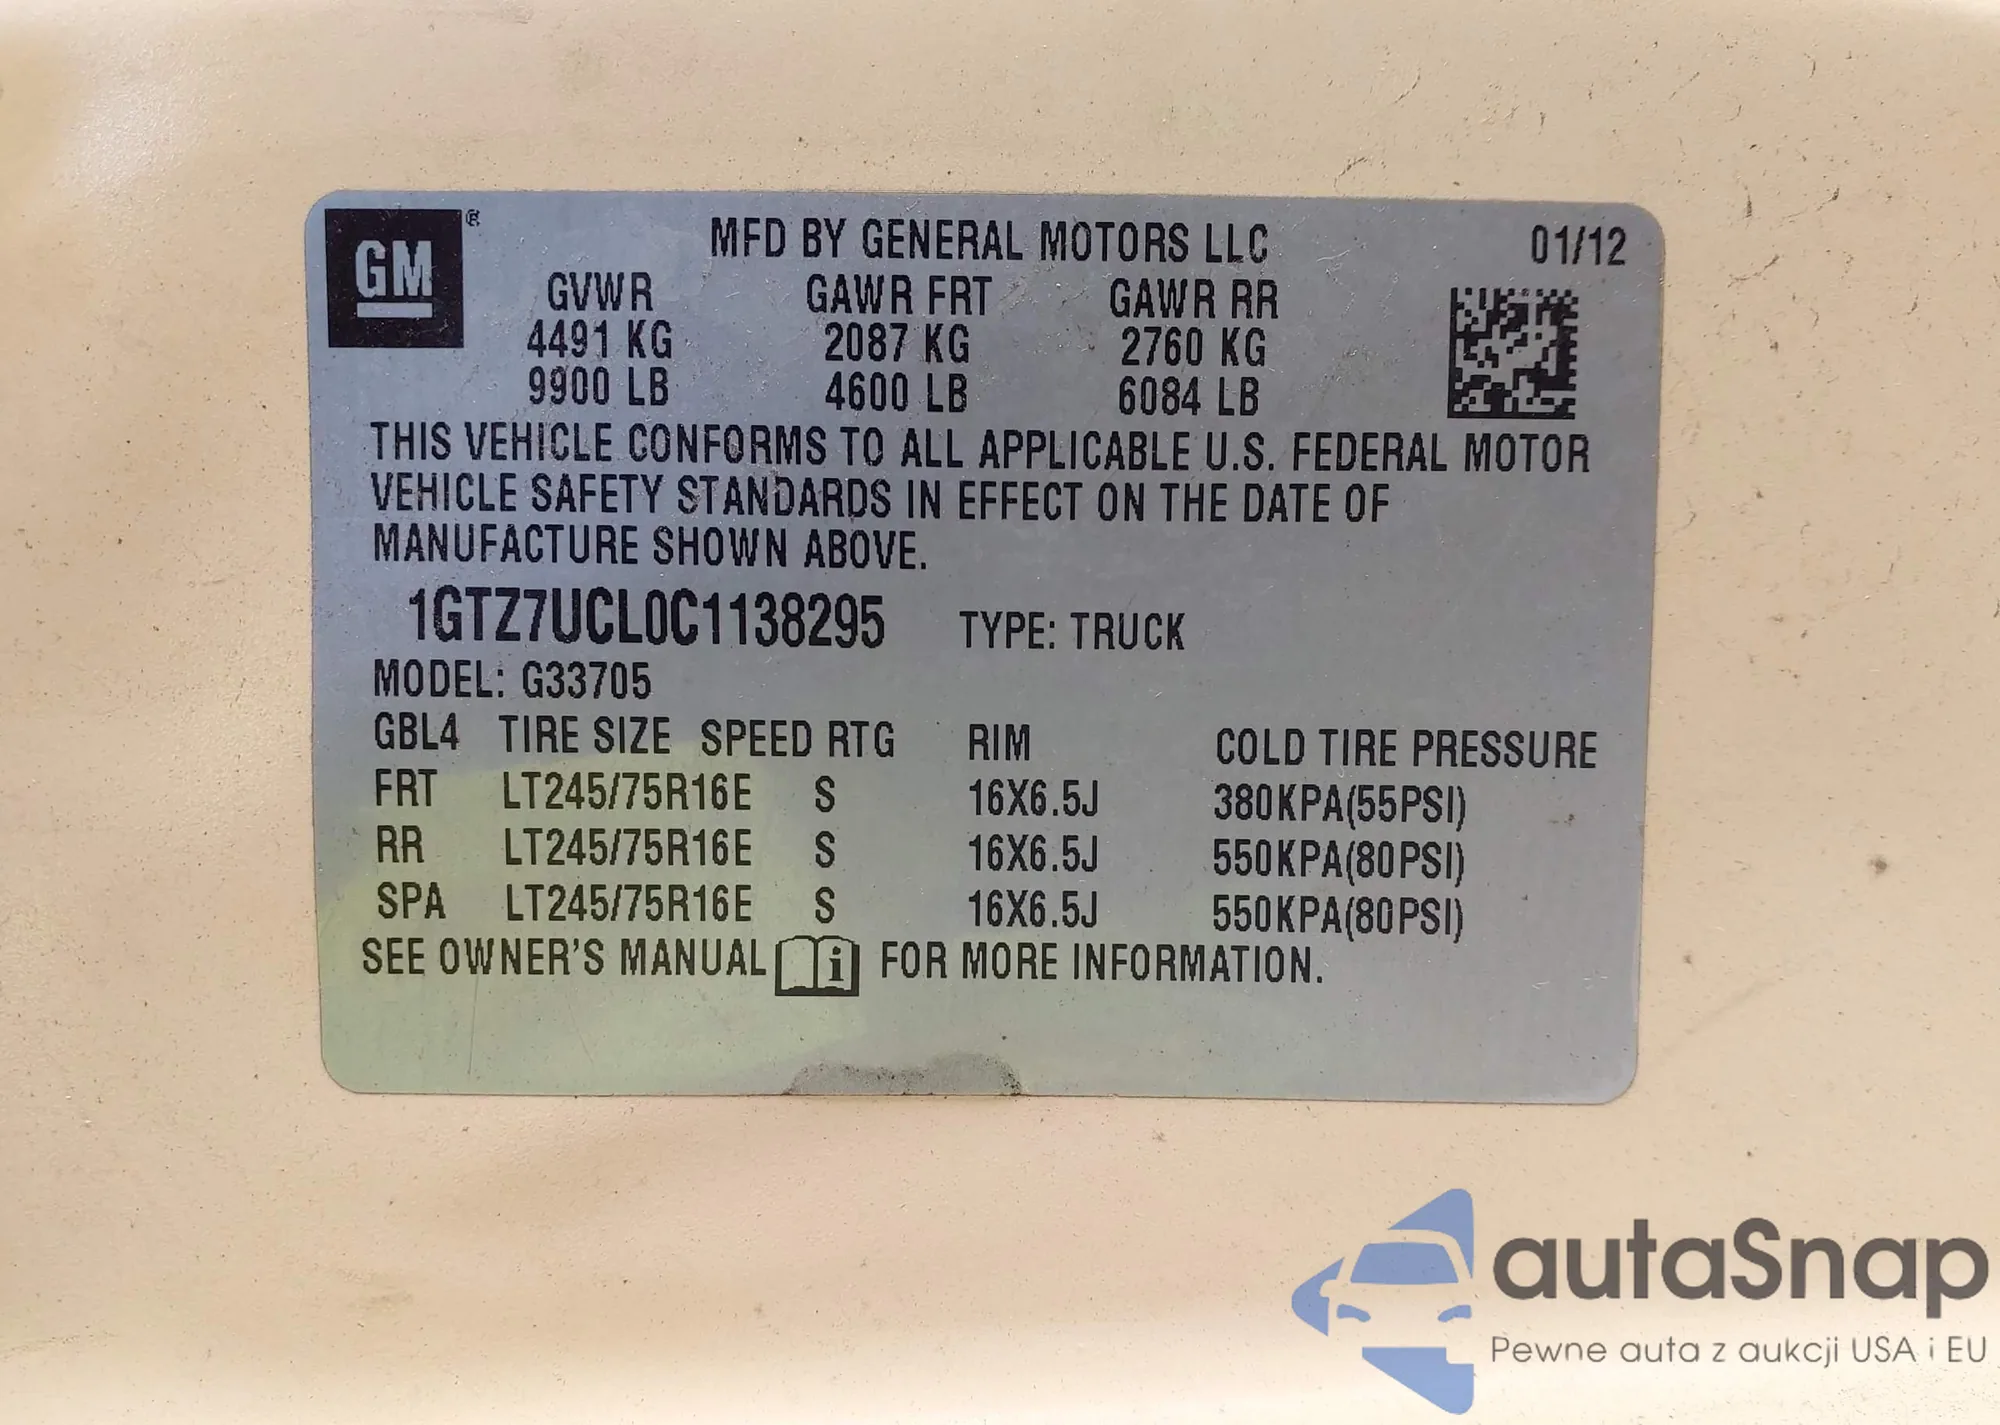 GM ®
MFD BY GENERAL MOTORS LLC 01/12
GVWR GAWR FRT GAWR RR
4491 KG 2087 KG 2760 KG
9900 LB 4600 LB 6084 LB
THIS VEHICLE CONFORMS TO ALL APPLICABLE U.S. FEDERAL MOTOR
VEHICLE SAFETY STANDARDS IN EFFECT ON THE DATE OF
MANUFACTURE SHOWN ABOVE.
1GTZ7UCL0C1138295 TYPE: TRUCK
MODEL: G33705
GBL4 TIRE SIZE SPEED RTG RIM COLD TIRE PRESSURE
FRT LT245/75R16E S 16X6.5J 380KPA(55PSI)
RR LT245/75R16E S 16X6.5J 550KPA(80PSI)
SPA LT245/75R16E S 16X6.5J 550KPA(80PSI)
SEE OWNER'S MANUAL i FOR MORE INFORMATION.
autaSnap
Pewne auta z aukcji USA i EU